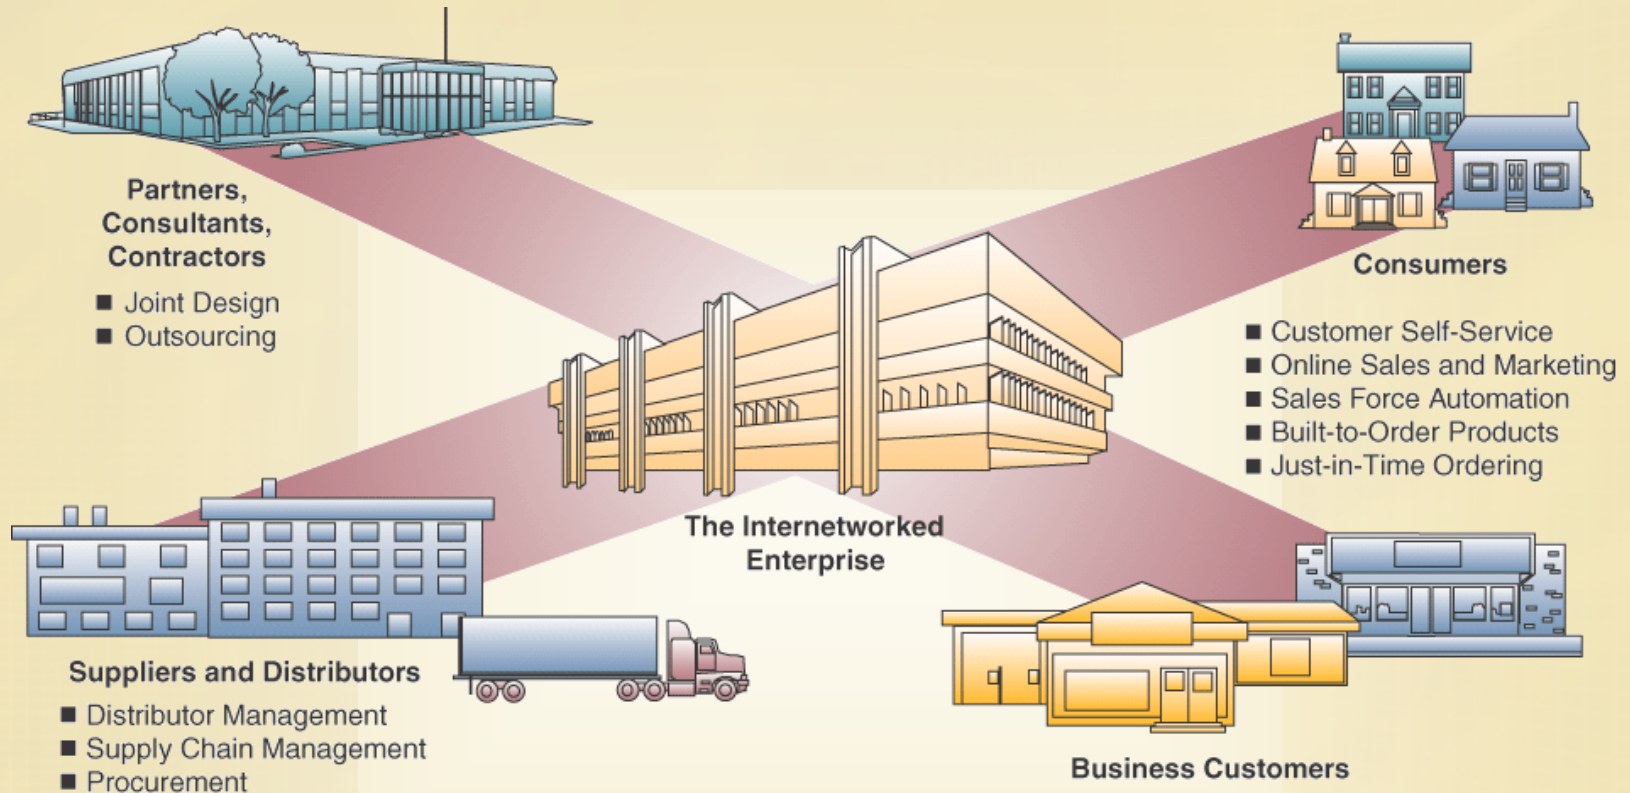 Partners,
Consultants,
Contractors
■ Joint Design
■ Outsourcing
Consumers
■ Customer Self-Service
■ Online Sales and Marketing
■ Sales Force Automation
■ Built-to-Order Products
■ Just-in-Time Ordering
The Internetworked
Enterprise
Suppliers and Distributors
■ Distributor Management
■ Supply Chain Management
■ Procurement
Business Customers